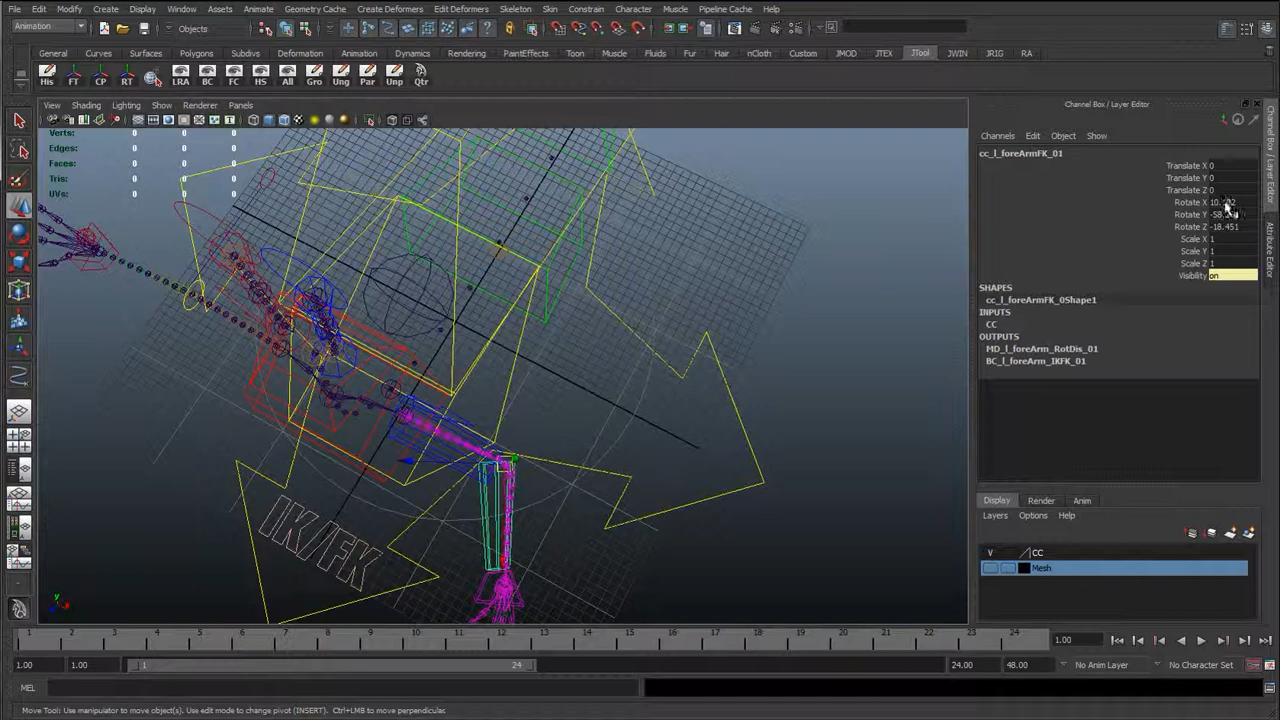 File Edit Modify Create Display Window Assets Animate Geometry Cache Create Deformers Edit Deformers Skeleton Skin Constrain Character Muscle Pipeline Cache Help
Animation Objects
General Curves Surfaces Polygons Subdivs Deformation Animation Dynamics Rendering PaintEffects Toon Muscle Fluids Fur Hair nCloth Custom JMOD JTEX JTool JWIN JRIG RA
His FT CP RT LRA BC FC HS All Gro Ung Par Unp Qtr
View Shading Lighting Show Renderer Panels
Verts: 0 0 0
Edges: 0 0 0
Faces: 0 0 0
Tris: 0 0 0
UVs: 0 0 0
IK/FK
y
x
Channel Box / Layer Editor
Channels Edit Object Show
cc_l_foreArmFK_01
Translate X 0
Translate Y 0
Translate Z 0
Rotate X
Rotate Y
Rotate Z -18.451
Scale X 1
Scale Y 1
Scale Z 1
Visibility on
SHAPES
cc_l_foreArmFK_0Shape1
INPUTS
CC
OUTPUTS
MD_l_foreArm_RotDis_01
BC_l_foreArm_IKFK_01
Display Render Anim
Layers Options Help
V CC
Mesh
Channel Box / Layer Editor
Attribute Editor
1 2 3 4 5 6 7 8 9 10 11 12 13 14 15 16 17 18 19 20 21 22 23 24 1.00
1.00 1.00 1 24 24.00 48.00 No Anim Layer No Character Set
MEL
Move Tool: Use manipulator to move object(s). Use edit mode to change pivot (INSERT). Ctrl+LMB to move perpendicular.